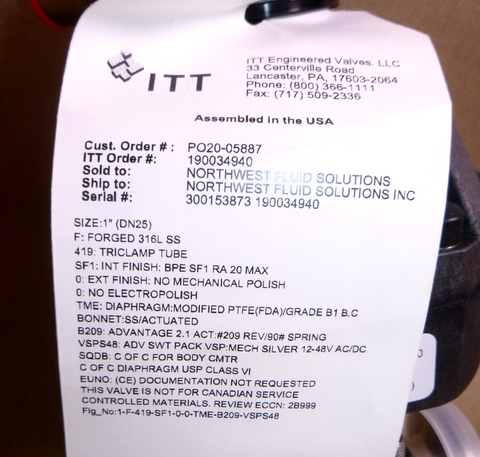 ITT
ITT Engineered Valves, LLC
33 Centerville Road
Lancaster, PA, 17603-2064
Phone: (800) 366-1111
Fax: (717) 509-2336
Assembled in the USA
Cust. Order # : PO20-05887
ITT Order #: 190034940
Sold to: NORTHWEST FLUID SOLUTIONS
Ship to: NORTHWEST FLUID SOLUTIONS INC
Serial #: 300153873 190034940
SIZE:1" (DN25)
F: FORGED 316L SS
419: TRICLAMP TUBE
SF1: INT FINISH: BPE SF1 RA 20 MAX
0: EXT FINISH: NO MECHANICAL POLISH
0: NO ELECTROPOLISH
TME: DIAPHRAGM:MODIFIED PTFE(FDA)/GRADE B1 B.C
BONNET:SS/ACTUATED
B209: ADVANTAGE 2.1 ACT:#209 REV/90# SPRING
VSPS48: ADV SWT PACK VSP:MECH SILVER 12-48V AC/DC
SQDB: C OF C FOR BODY CMTR
C OF C DIAPHRAGM USP CLASS VI
EUNO: (CE) DOCUMENTATION NOT REQUESTED
THIS VALVE IS NOT FOR CANADIAN SERVICE
CONTROLLED MATERIALS. REVIEW ECCN: 2B999
Fig_No:1-F-419-SF1-0-0-TME-B209-VSPS48